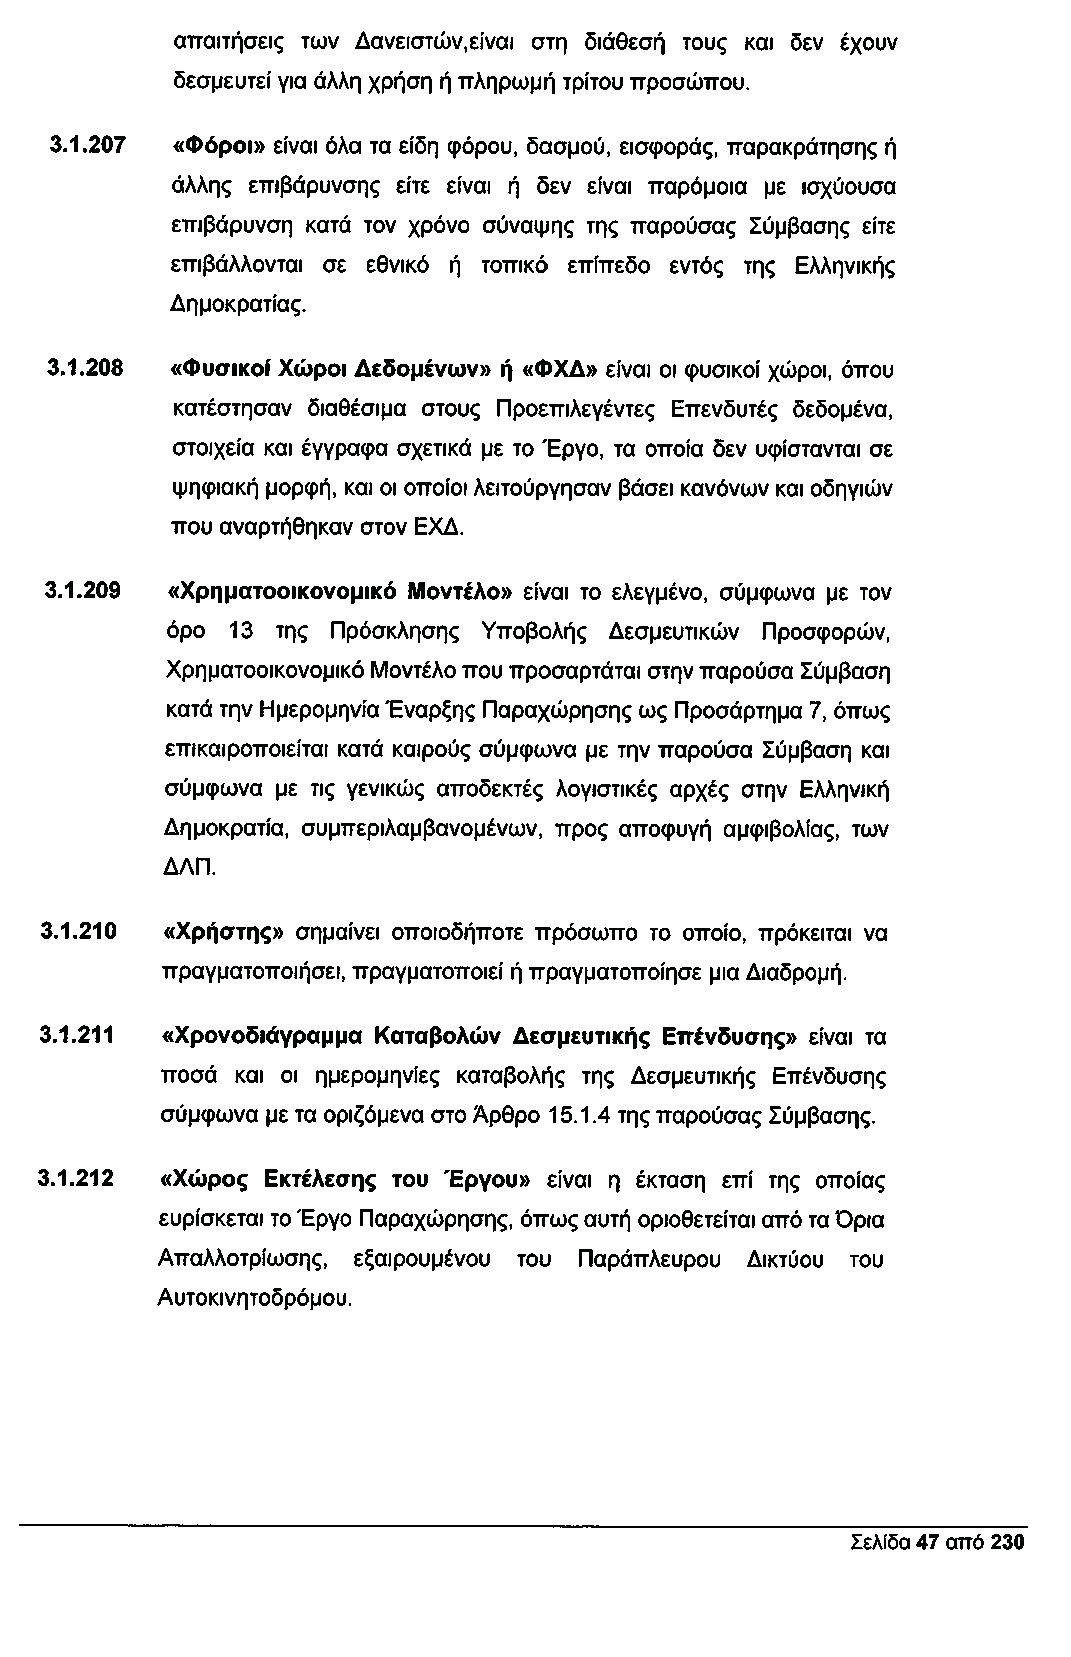 απαιτήσεις των Δανειστών,είναι στη διάθεσή τους και δεν έχουν
δεσμευτεί για άλλη χρήση ή πληρωμή τρίτου προσώπου.
3.1.207 «Φόροι» είναι όλα τα είδη φόρου, δασμού, εισφοράς, παρακράτησης ή
άλλης επιβάρυνσης είτε είναι ή δεν είναι παρόμοια με ισχύουσα
επιβάρυνση κατά τον χρόνο σύναψης της παρούσας Σύμβασης είτε
επιβάλλονται σε εθνικό ή τοπικό επίπεδο εντός της Ελληνικής
Δημοκρατίας.
3.1.208 «Φυσικοί Χώροι Δεδομένων» ή «ΦΧΔ» είναι οι φυσικοί χώροι, όπου
κατέστησαν διαθέσιμα στους Προεπιλεγέντες Επενδυτές δεδομένα,
στοιχεία και έγγραφα σχετικά με το Έργο, τα οποία δεν υφίστανται σε
ψηφιακή μορφή, και οι οποίοι λειτούργησαν βάσει κανόνων και οδηγιών
που αναρτήθηκαν στον ΕΧΔ.
3.1.209 «Χρηματοοικονομικό Μοντέλο» είναι το ελεγμένο, σύμφωνα με τον
όρο 13 της Πρόσκλησης Υποβολής Δεσμευτικών Προσφορών,
Χρηματοοικονομικό Μοντέλο που προσαρτάται στην παρούσα Σύμβαση
κατά την Ημερομηνία Έναρξης Παραχώρησης ως Προσάρτημα 7, όπως
επικαιροποιείται κατά καιρούς σύμφωνα με την παρούσα Σύμβαση και
σύμφωνα με τις γενικώς αποδεκτές λογιστικές αρχές στην Ελληνική
Δημοκρατία, συμπεριλαμβανομένων, προς αποφυγή αμφιβολίας, των
ΔΛΠ.
3.1.210 «Χρήστης» σημαίνει οποιοδήποτε πρόσωπο το οποίο, πρόκειται να
πραγματοποιήσει, πραγματοποιεί ή πραγματοποίησε μια Διαδρομή.
3.1.211 «Χρονοδιάγραμμα Καταβολών Δεσμευτικής Επένδυσης» είναι τα
ποσά και οι ημερομηνίες καταβολής της Δεσμευτικής Επένδυσης
σύμφωνα με τα οριζόμενα στο Άρθρο 15.1.4 της παρούσας Σύμβασης.
3.1.212 «Χώρος Εκτέλεσης του Έργου» είναι η έκταση επί της οποίας
ευρίσκεται το Έργο Παραχώρησης, όπως αυτή οριοθετείται από τα Όρια
Απαλλοτρίωσης, εξαιρουμένου του Παράπλευρου Δικτύου του
Αυτοκινητοδρόμου.
Σελίδα 47 από 230